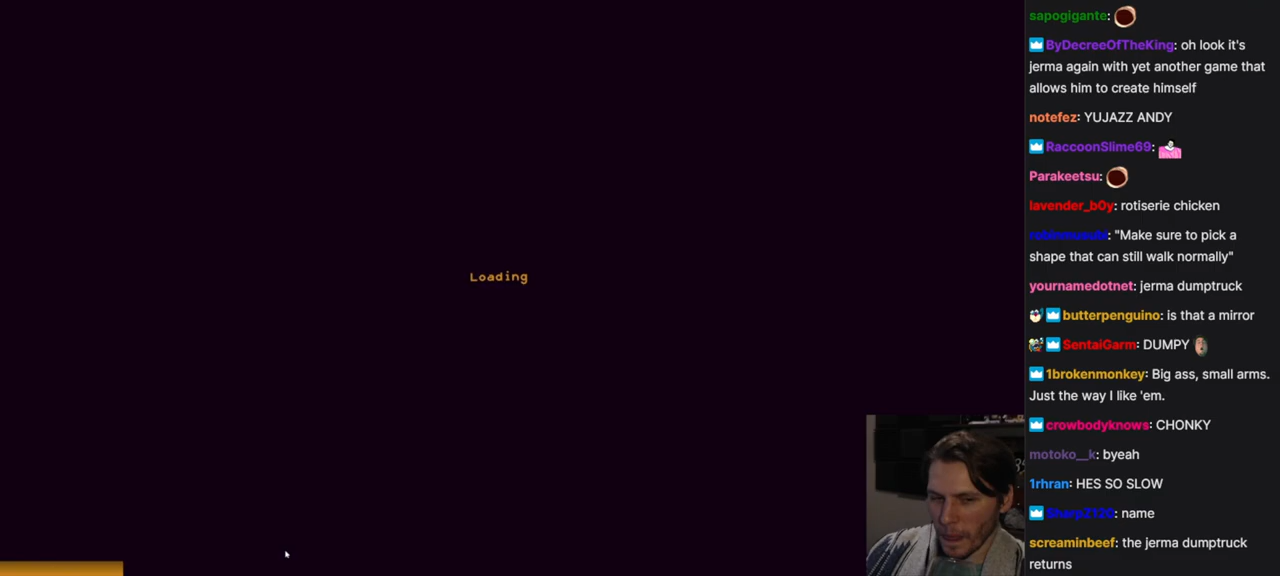 Loading
sapogigante:
ByDecreeOfTheKing: oh look it's
jerma again with yet another game that
allows him to create himself
notefez: YUJAZZ ANDY
RaccoonSlime69:
Parakeetsu:
lavender_b0y: rotiserie chicken
: "Make sure to pick a
shape that can still walk normally"
yournamedotnet: jerma dumptruck
butterpenguino: is that a mirror
SentaiGarm: DUMPY
1brokenmonkey: Big ass, small arms.
Just the way I like 'em.
crowbodyknows: CHONKY
motoko__k: byeah
1rhran: HES SO SLOW
: name
screaminbeef: the jerma dumptruck
returns